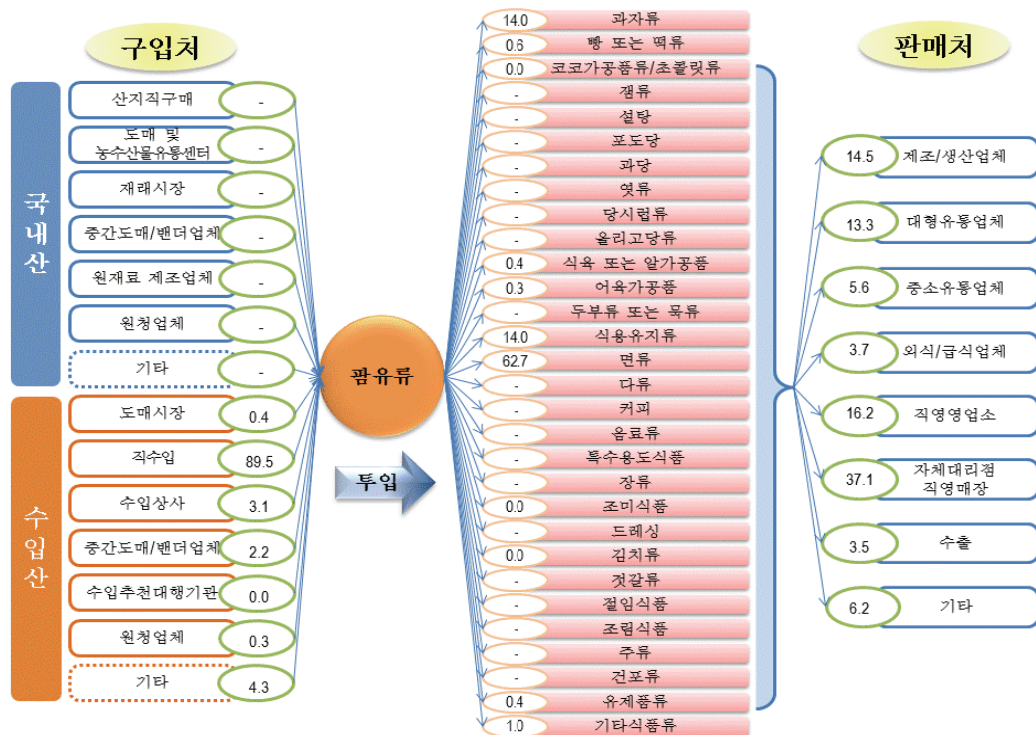 구입처
국내산
산지직구매
-
도매 및
농수산물유통센터
-
재래시장
-
중간도매/밴더업체
-
원재료 제조업체
-
원청업체
-
기타
-
수입산
도매시장
0.4
직수입
89.5
수입상사
3.1
중간도매/밴더업체
2.2
수입추천대행기관
0.0
원청업체
0.3
기타
4.3
팜유류
투입
14.0 과자류
0.6 빵 또는 떡류
0.0 코코가공품류/초콜릿류
- 잼류
- 설탕
- 포도당
- 과당
- 엿류
- 당시럽류
- 올리고당류
0.4 식육 또는 알가공품
0.3 어육가공품
- 두부류 또는 묵류
14.0 식용유지류
62.7 면류
- 다류
- 커피
- 음료류
- 특수용도식품
- 장류
0.0 조미식품
- 드레싱
0.0 김치류
- 젓갈류
- 절임식품
- 조림식품
- 주류
- 건포류
0.4 유제품류
1.0 기타식품류
판매처
14.5 제조/생산업체
13.3 대형유통업체
5.6 중소유통업체
3.7 외식/급식업체
16.2 직영영업소
37.1 자체대리점
직영매장
3.5 수출
6.2 기타